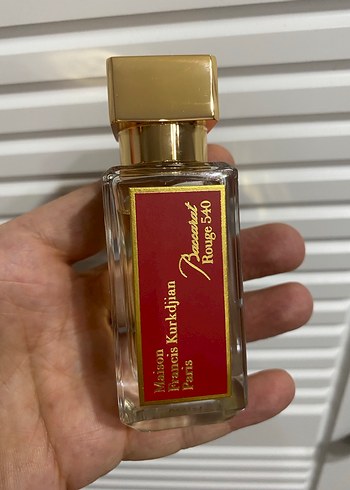 Baccarat
Rouge 540
Maison
Francis Kurkdjian
Paris